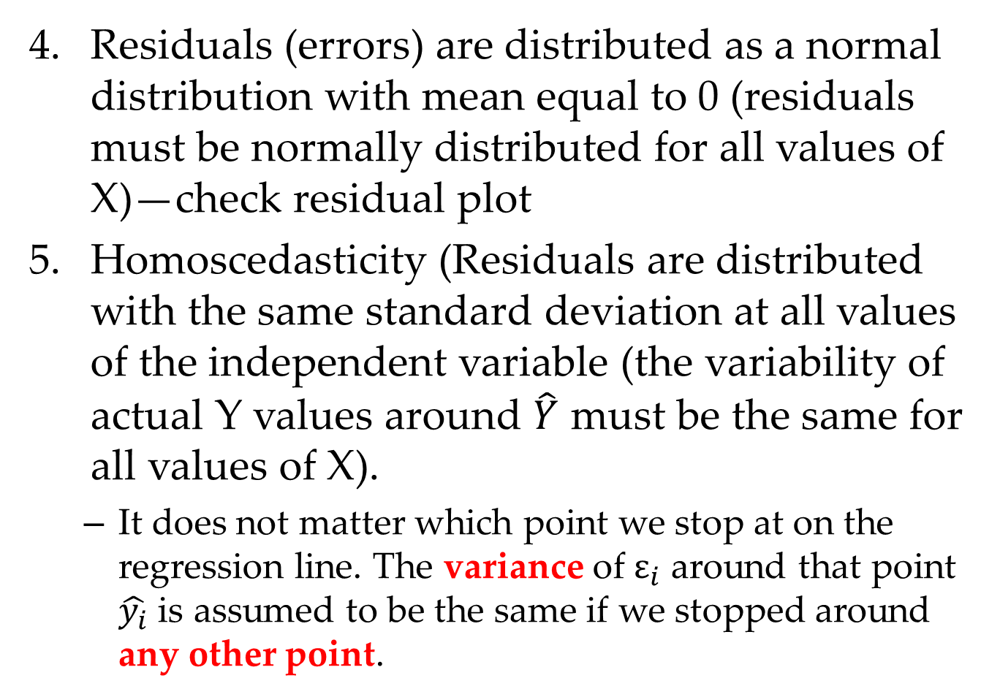 4. Residuals (errors) are distributed as a normal
distribution with mean equal to 0 (residuals
must be normally distributed for all values of
X)—check residual plot
5. Homoscedasticity (Residuals are distributed
with the same standard deviation at all values
of the independent variable (the variability of
actual Y values around Ŷ must be the same for
all values of X).
– It does not matter which point we stop at on the
regression line. The variance of εᵢ around that point
ŷᵢ is assumed to be the same if we stopped around
any other point.